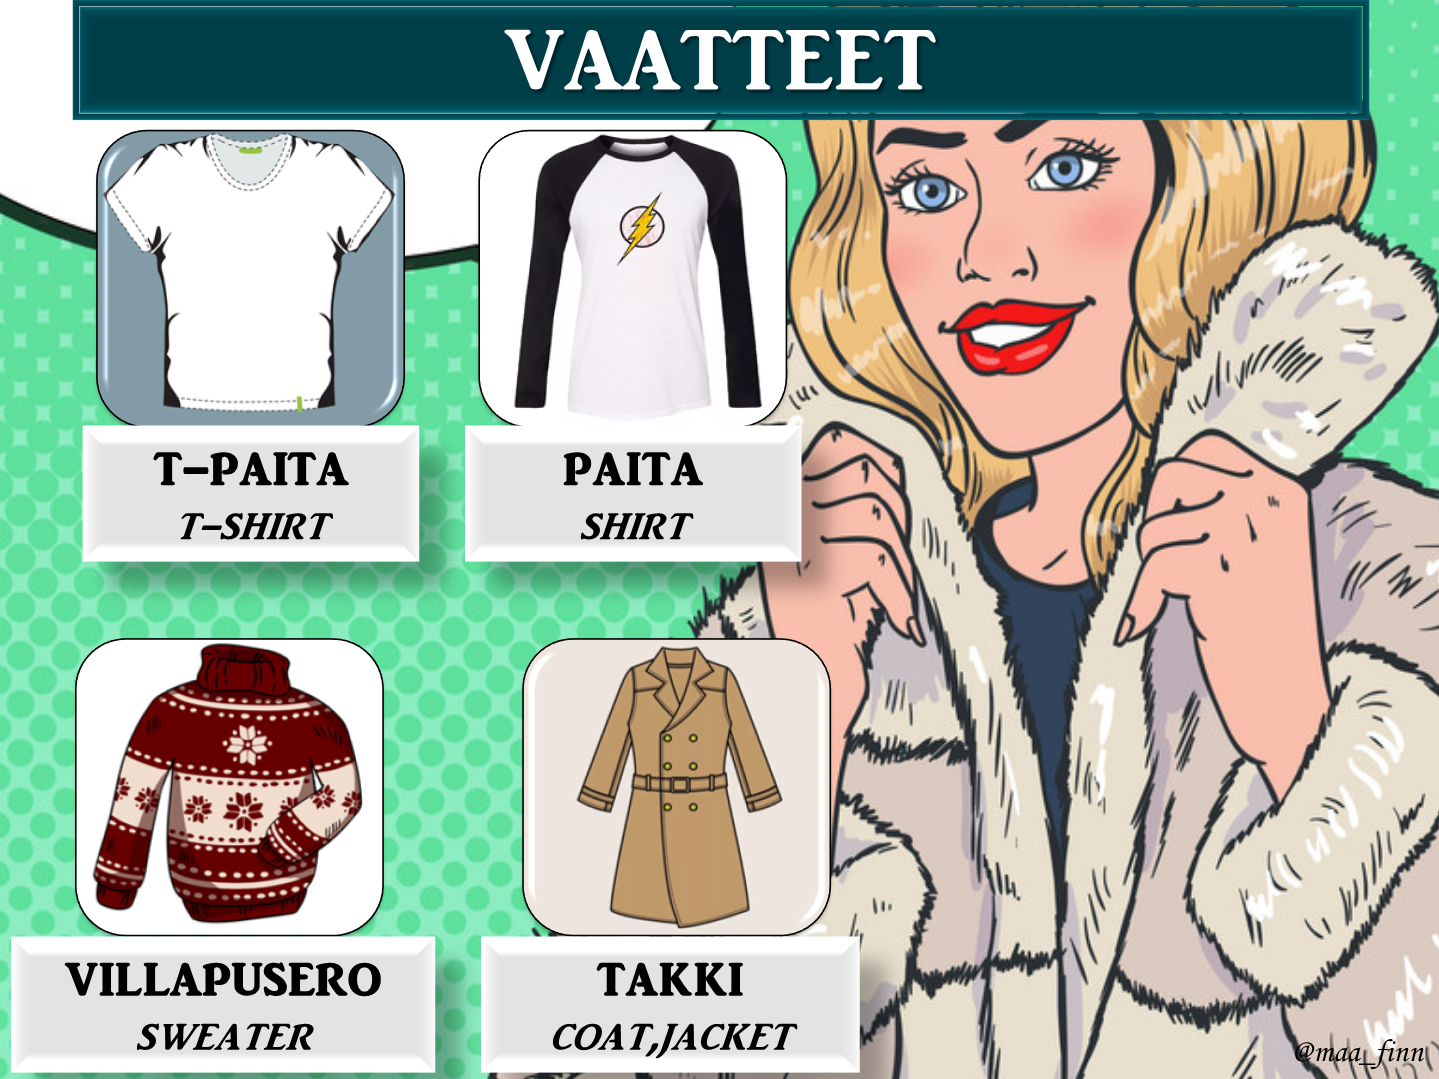 VAATTEET
T-PAITA
T-SHIRT
PAITA
SHIRT
VILLAPUSERO
SWEATER
TAKKI
COAT,JACKET
@maa_finn